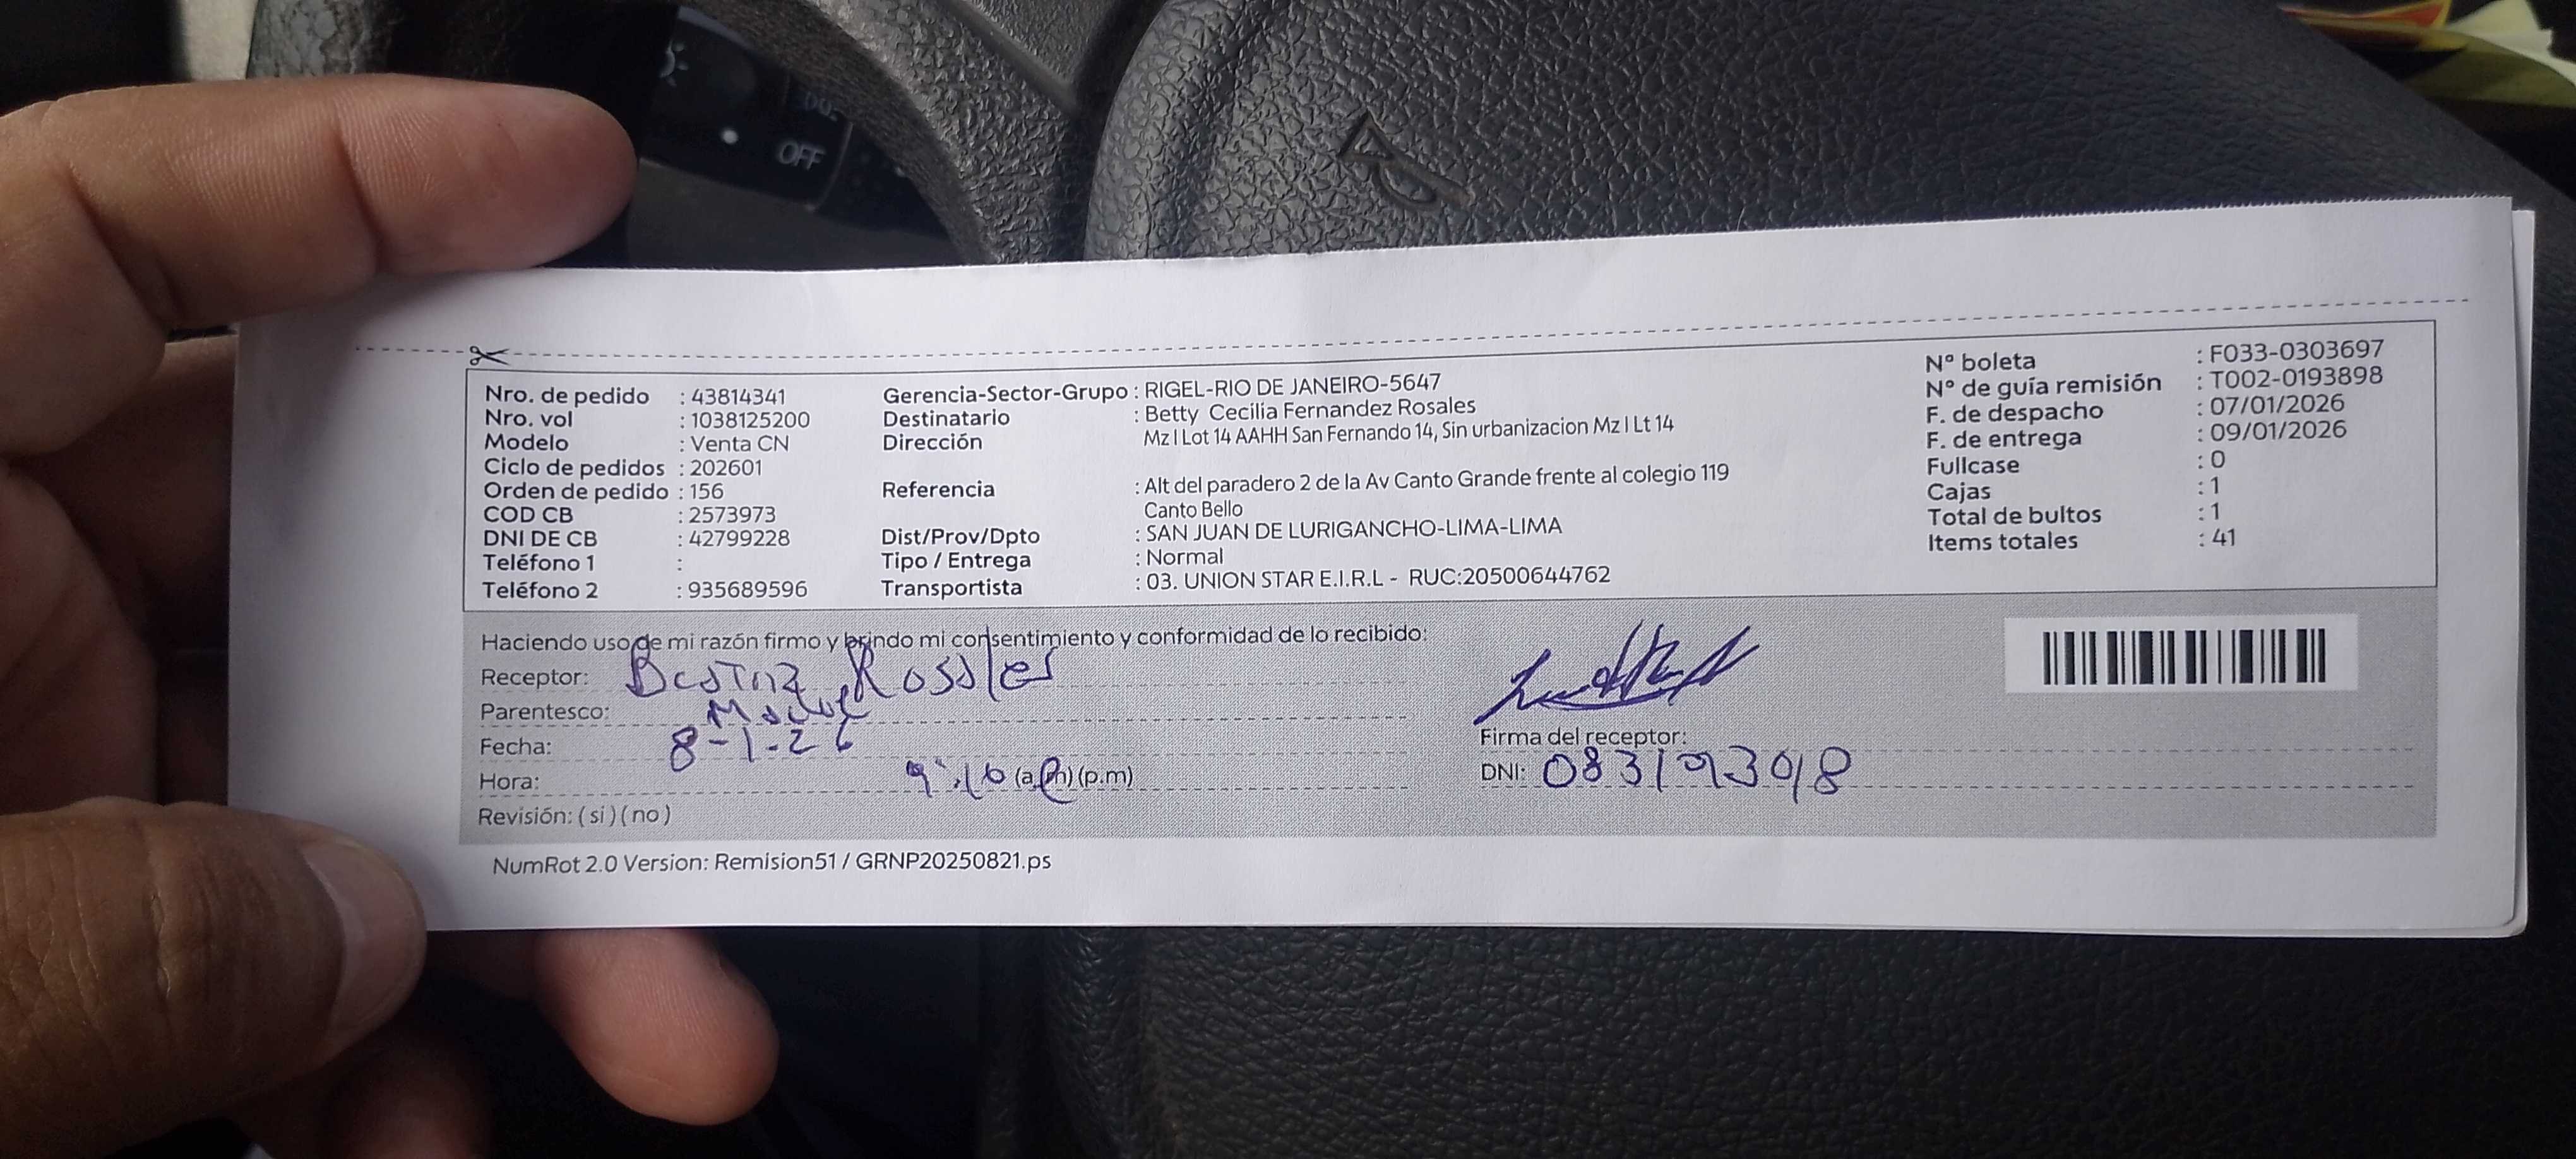 OFF
Nro. de pedido : 43814341
Nro. vol : 1038125200
Modelo : Venta CN
Ciclo de pedidos : 202601
Orden de pedido : 156
COD CB : 2573973
DNI DE CB : 42799228
Teléfono 1 :
Teléfono 2 : 935689596
Gerencia-Sector-Grupo : RIGEL-RIO DE JANEIRO-5647
Destinatario : Betty Cecilia Fernandez Rosales
Dirección Mz I Lot 14 AAHH San Fernando 14, Sin urbanizacion Mz I Lt 14
Referencia : Alt del paradero 2 de la Av Canto Grande frente al colegio 119
Canto Bello
Dist/Prov/Dpto : SAN JUAN DE LURIGANCHO-LIMA-LIMA
Tipo / Entrega : Normal
Transportista : 03. UNION STAR E.I.R.L - RUC:20500644762
N° boleta : F033-0303697
N° de guía remisión : T002-0193898
F. de despacho : 07/01/2026
F. de entrega : 09/01/2026
Fullcase : 0
Cajas : 1
Total de bultos : 1
Items totales : 41
Haciendo uso de mi razón firmo y brindo mi consentimiento y conformidad de lo recibido:
Receptor: Rosales
Parentesco:
Fecha: 8-1-26
Hora: 9:10 (a.m) (p.m)
Revisión: ( si ) ( no )
Firma del receptor:
DNI:
NumRot 2.0 Version: Remision51 / GRNP20250821.ps